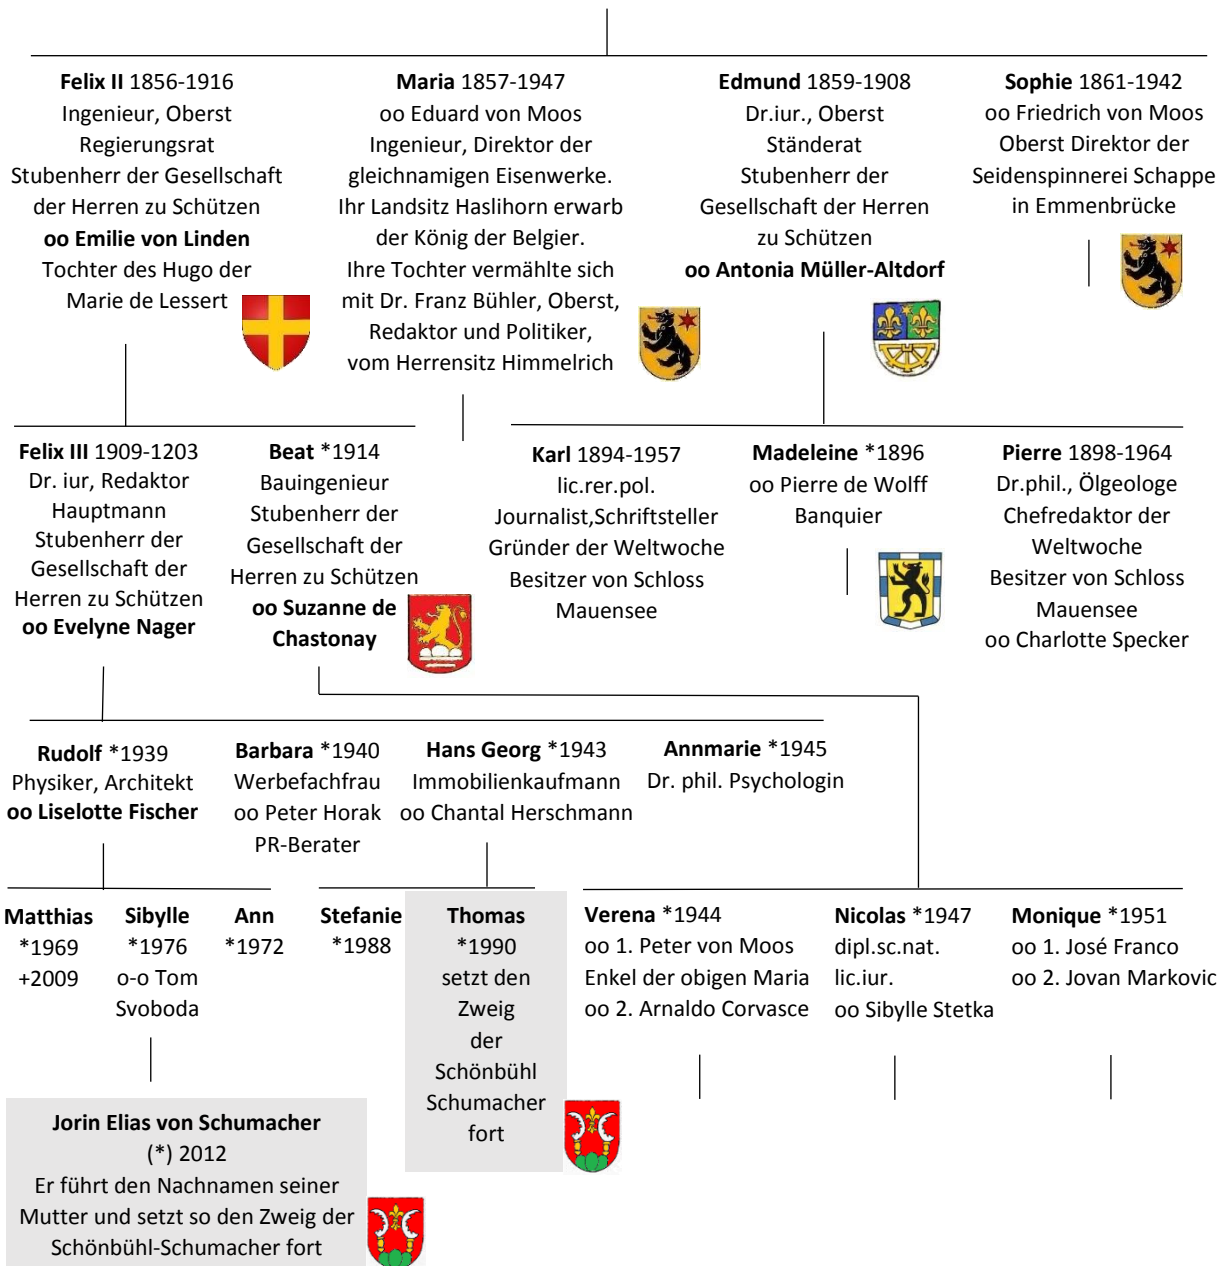 Felix II 1856-1916
Ingenieur, Oberst
Regierungsrat
Stubenherr der Gesellschaft
der Herren zu Schützen
oo Emilie von Linden
Tochter des Hugo der
Marie de Lessert
Maria 1857-1947
oo Eduard von Moos
Ingenieur, Direktor der
gleichnamigen Eisenwerke.
Ihr Landsitz Haslihorn erwarb
der König der Belgier.
Ihre Tochter vermählte sich
mit Dr. Franz Bühler, Oberst,
Redaktor und Politiker,
vom Herrensitz Himmelrich
Edmund 1859-1908
Dr.iur., Oberst
Ständerat
Stubenherr der
Gesellschaft der Herren
zu Schützen
oo Antonia Müller-Altdorf
Sophie 1861-1942
oo Friedrich von Moos
Oberst Direktor der
Seidenspinnerei Schappe
in Emmenbrücke
Felix III 1909-1203
Dr. iur, Redaktor
Hauptmann
Stubenherr der
Gesellschaft der
Herren zu Schützen
oo Evelyne Nager
Beat *1914
Bauingenieur
Stubenherr der
Gesellschaft der
Herren zu Schützen
oo Suzanne de
Chastonay
Karl 1894-1957
lic.rer.pol.
Journalist,Schriftsteller
Gründer der Weltwoche
Besitzer von Schloss
Mauensee
Madeleine *1896
oo Pierre de Wolff
Banquier
Pierre 1898-1964
Dr.phil., Ölgeologe
Chefredaktor der
Weltwoche
Besitzer von Schloss
Mauensee
oo Charlotte Specker
Rudolf *1939
Physiker, Architekt
oo Liselotte Fischer
Barbara *1940
Werbefachfrau
oo Peter Horak
PR-Berater
Hans Georg *1943
Immobilienkaufmann
oo Chantal Herschmann
Annmarie *1945
Dr. phil. Psychologin
Matthias
*1969
+2009
Sibylle
*1976
o-o Tom
Svoboda
Ann
*1972
Stefanie
*1988
Thomas
*1990
setzt den
Zweig
der
Schönbühl
Schumacher
fort
Verena *1944
oo 1. Peter von Moos
Enkel der obigen Maria
oo 2. Arnaldo Corvasce
Nicolas *1947
dipl.sc.nat.
lic.iur.
oo Sibylle Stetka
Monique *1951
oo 1. José Franco
oo 2. Jovan Markovic
Jorin Elias von Schumacher
(*) 2012
Er führt den Nachnamen seiner
Mutter und setzt so den Zweig der
Schönbühl-Schumacher fort